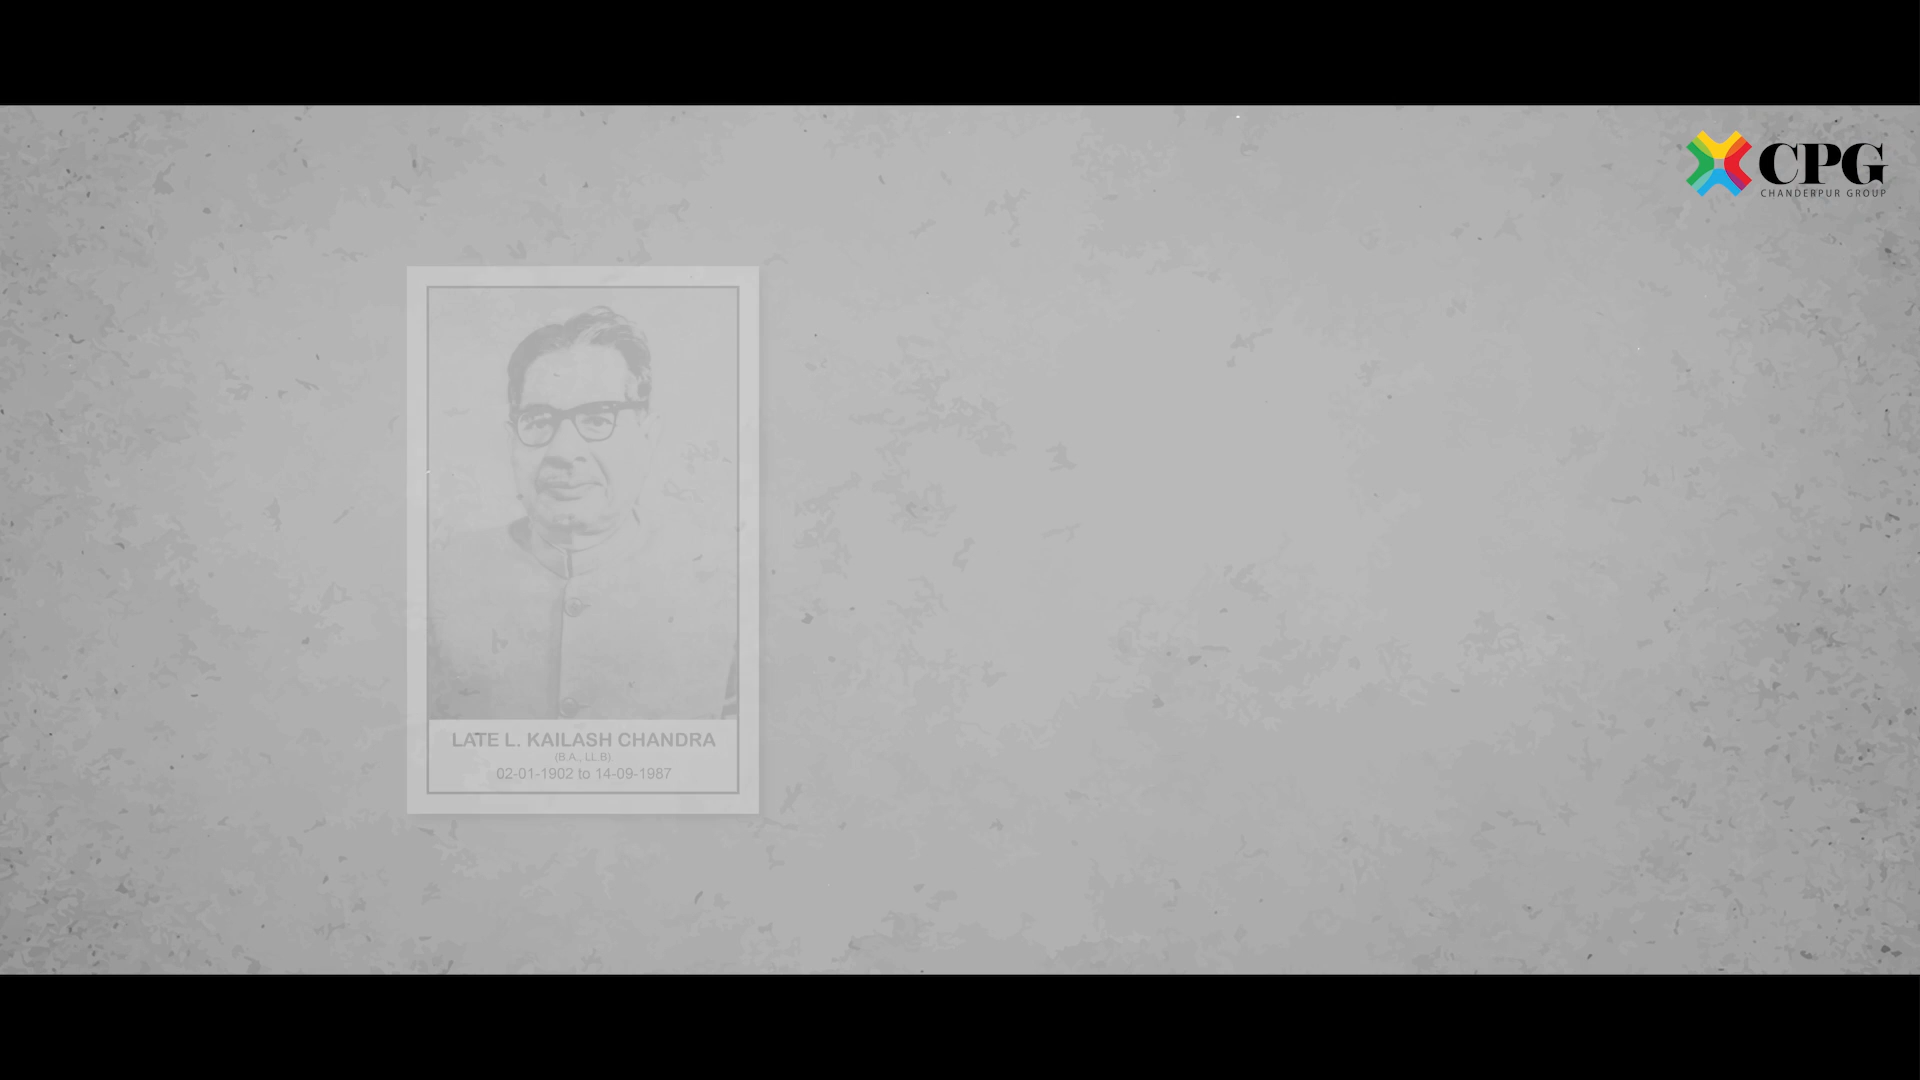 CPG
CHANDERPUR GROUP
LATE L. KAILASH CHANDRA
(B.A., LL.B)
02-01-1902 to 14-09-1987